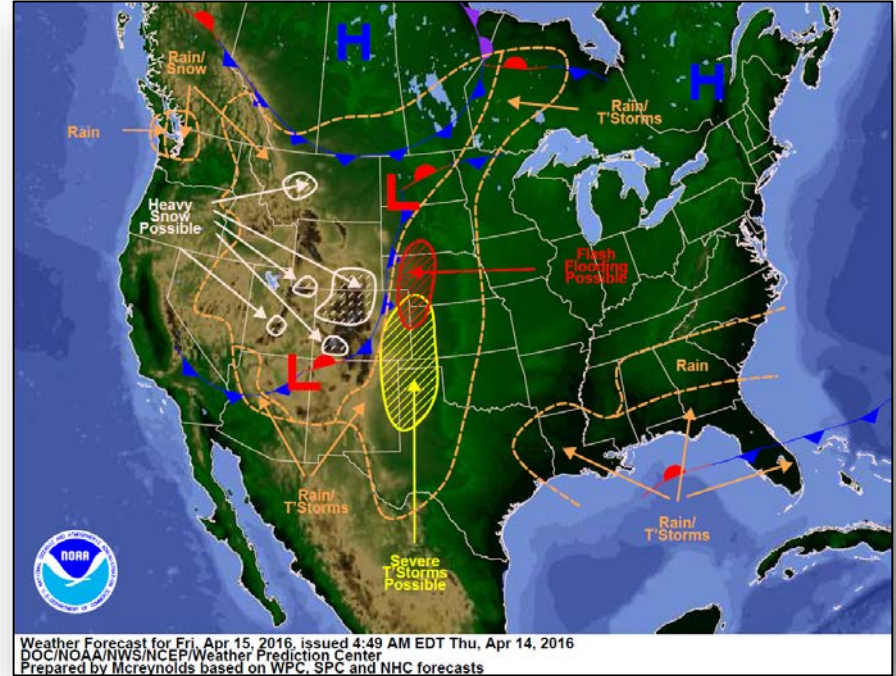 H
H
Rain/
Snow
Rain
Rain/
T'Storms
L
Heavy
Snow
Possible
Flash
Flooding
Possible
L
Rain
Rain/
T'Storms
Rain/
T'Storms
Severe
T'Storms
Possible
NOAA
Weather Forecast for Fri, Apr 15, 2016, issued 4:49 AM EDT Thu, Apr 14, 2016
DOC/NOAA/NWS/NCEP/Weather Prediction Center
Prepared by Mcreynolds based on WPC, SPC and NHC forecasts